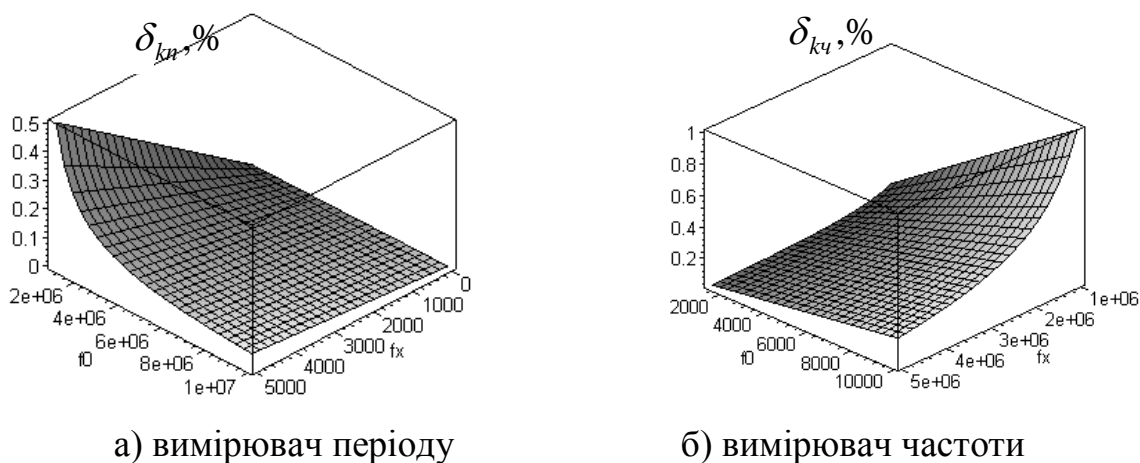 δkn,% δkч,%
0.5 1
0.4 0.8
0.3 0.6
0.2 0.4
0.1 0.2
0
2e+06 4e+06 6e+06 8e+06 1e+07
f0
0 1000 2000 3000 4000 5000
fx
2000 4000 6000 8000 10000
f0
1e+06 2e+06 3e+06 4e+06 5e+06
fx
а) вимірювач періоду б) вимірювач частоти